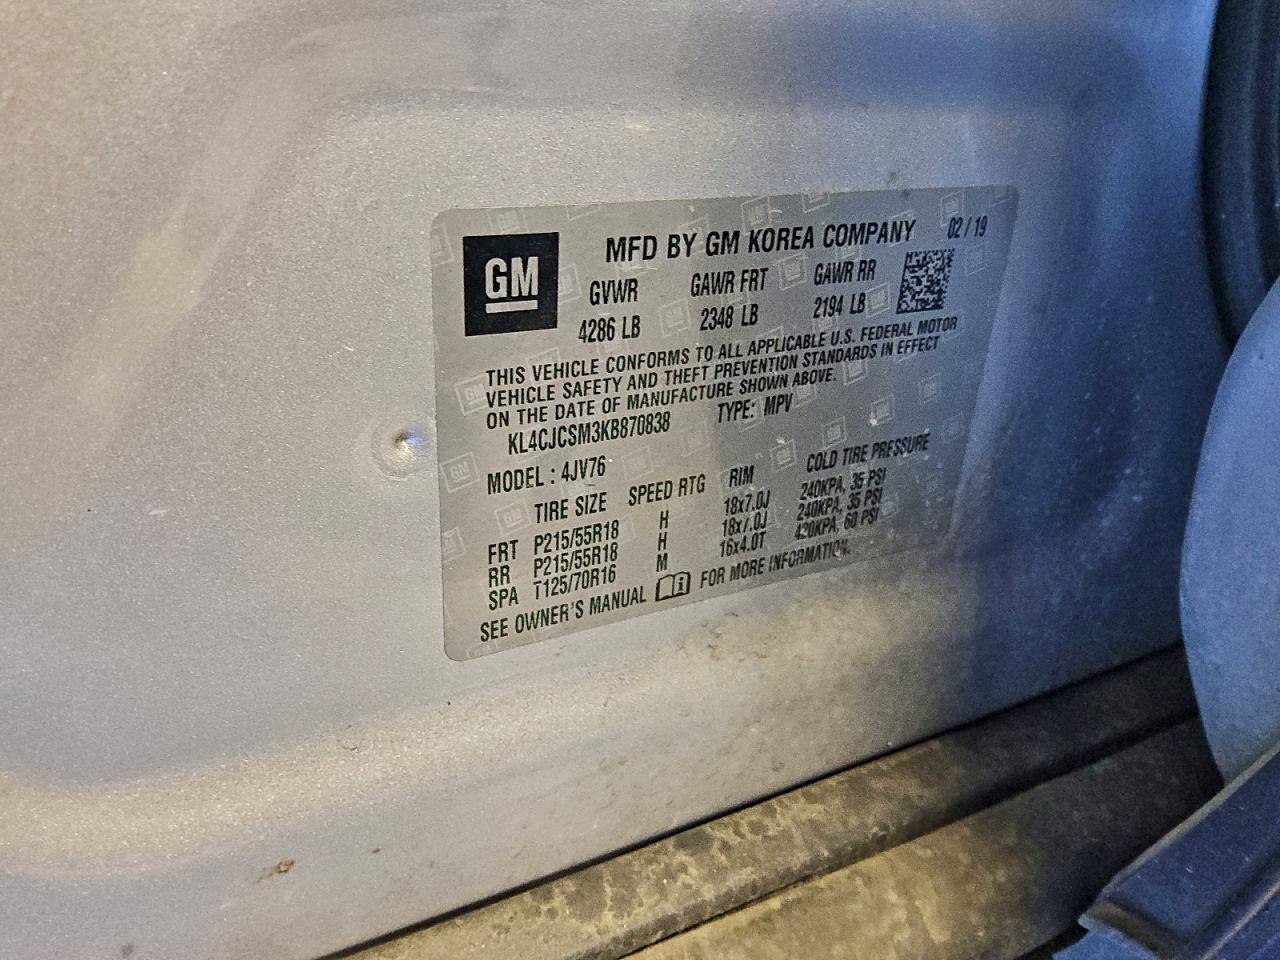 GM
MFD BY GM KOREA COMPANY 02 / 19
GVWR GAWR FRT GAWR RR
4286 LB 2348 LB 2194 LB
THIS VEHICLE CONFORMS TO ALL APPLICABLE U.S. FEDERAL MOTOR
VEHICLE SAFETY AND THEFT PREVENTION STANDARDS IN EFFECT
ON THE DATE OF MANUFACTURE SHOWN ABOVE.
KL4CJCSM3KB870838 TYPE: MPV
MODEL : 4JV76
TIRE SIZE SPEED RTG RIM COLD TIRE PRESSURE
FRT P215/55R18 H 18x7.0J 240KPA, 35 PSI
RR P215/55R18 H 18x7.0J 240KPA, 35 PSI
SPA T125/70R16 M 16x4.0T 420KPA, 60 PSI
SEE OWNER'S MANUAL FOR MORE INFORMATION.